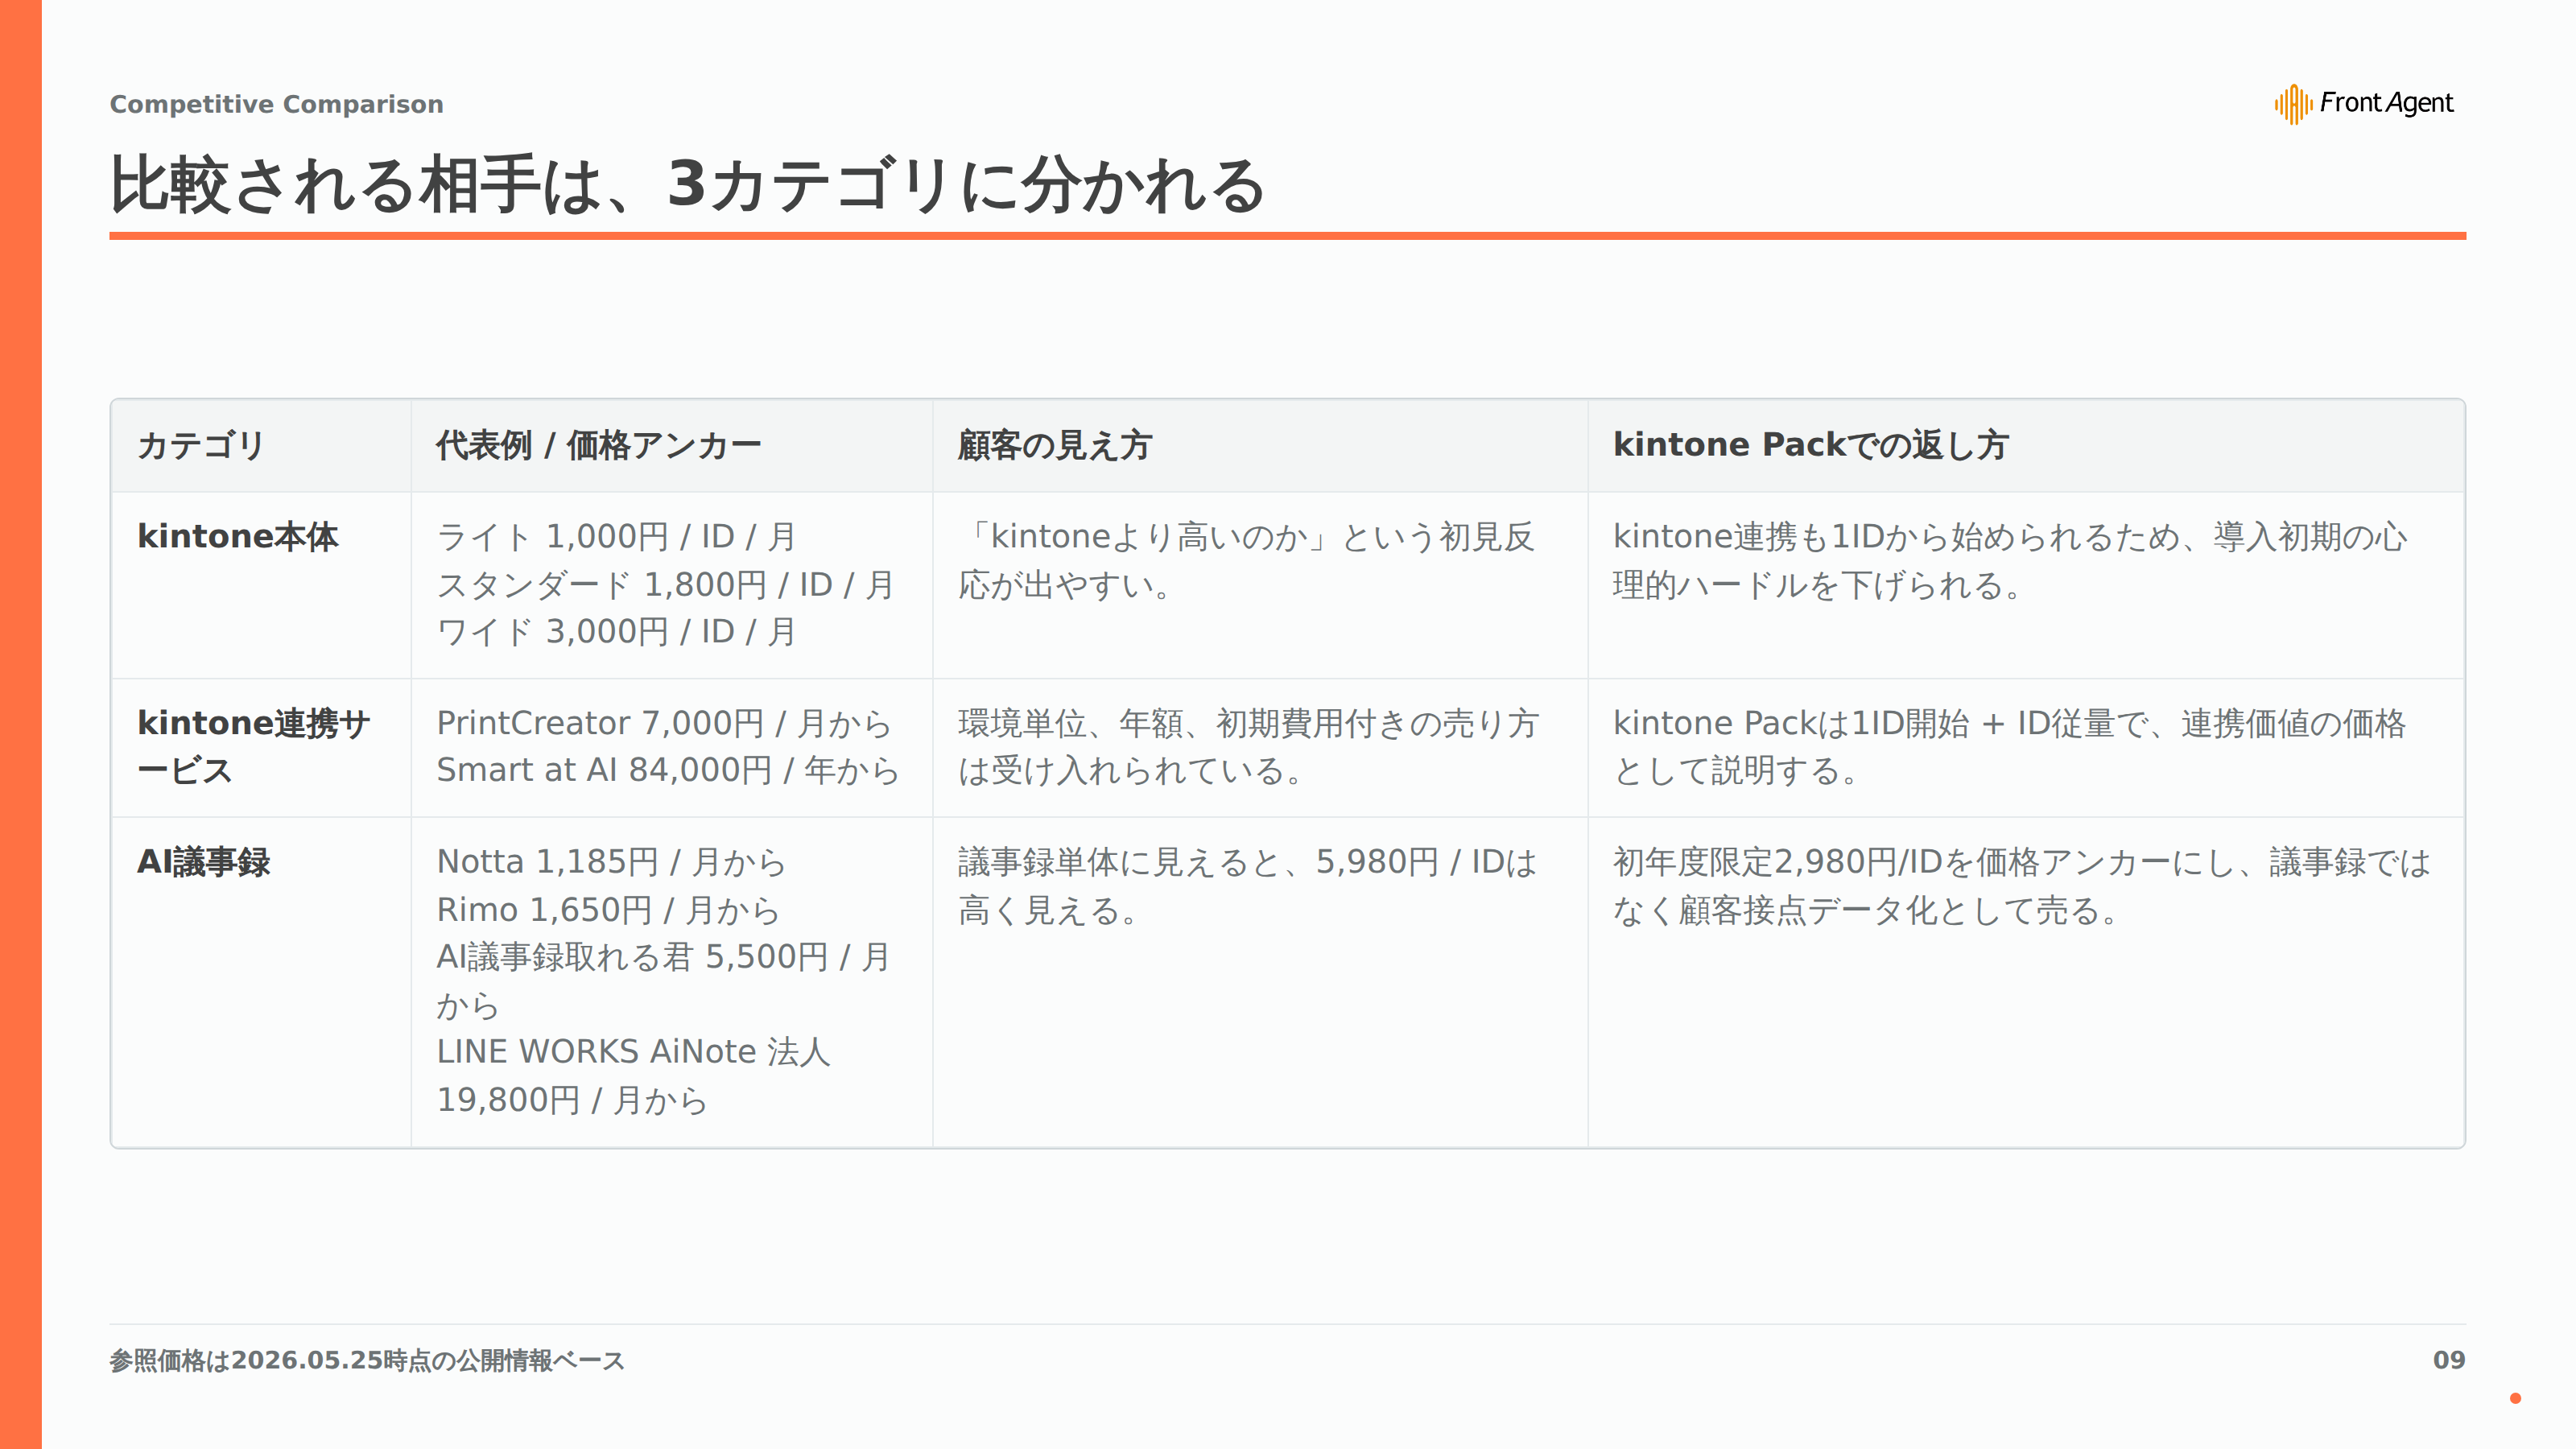 Competitive Comparison
Front Agent
比較される相手は、3カテゴリに分かれる
カテゴリ
代表例 / 価格アンカー
顧客の見え方
kintone Packでの返し方
kintone本体
ライト 1,000円 / ID / 月
スタンダード 1,800円 / ID / 月
ワイド 3,000円 / ID / 月
「kintoneより高いのか」という初見反
応が出やすい。
kintone連携も1IDから始められるため、導入初期の心
理的ハードルを下げられる。
kintone連携サ
ービス
PrintCreator 7,000円 / 月から
Smart at AI 84,000円 / 年から
環境単位、年額、初期費用付きの売り方
は受け入れられている。
kintone Packは1ID開始 + ID従量で、連携価値の価格
として説明する。
AI議事録
Notta 1,185円 / 月から
Rimo 1,650円 / 月から
AI議事録取れる君 5,500円 / 月
から
LINE WORKS AiNote 法人
19,800円 / 月から
議事録単体に見えると、5,980円 / IDは
高く見える。
初年度限定2,980円/IDを価格アンカーにし、議事録では
なく顧客接点データ化として売る。
参照価格は2026.05.25時点の公開情報ベース
09